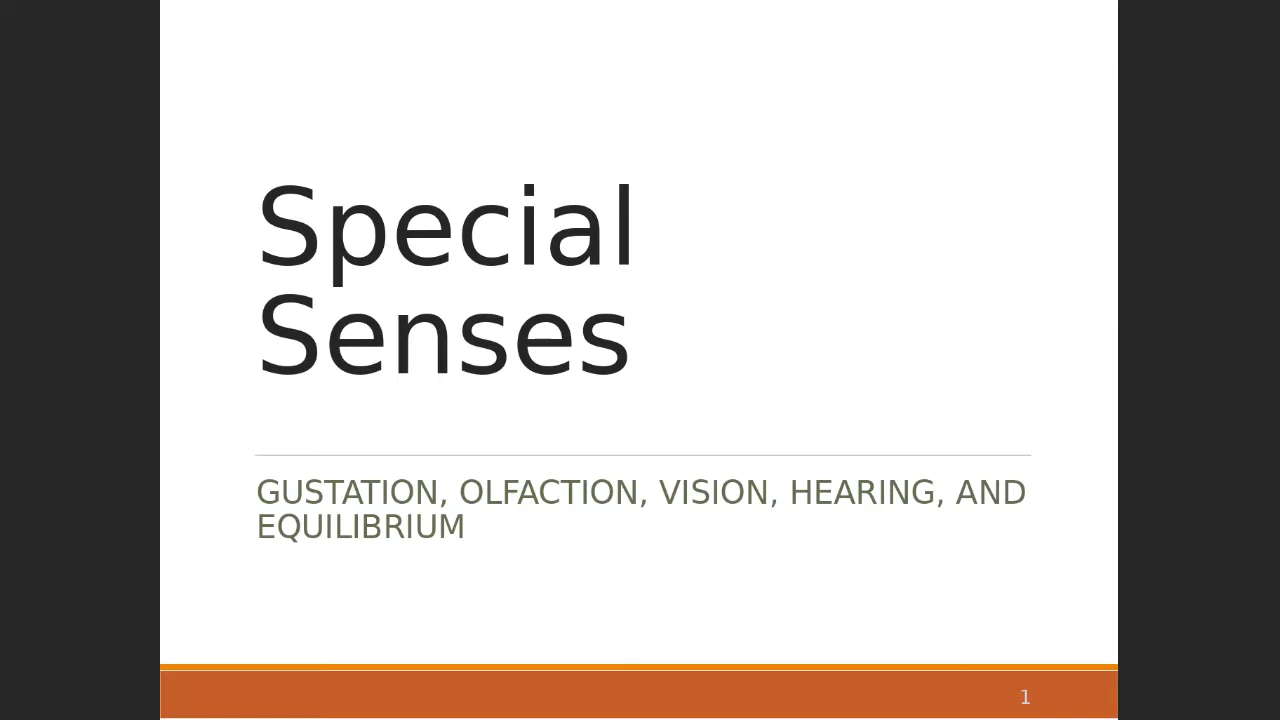 Special
Senses
GUSTATION, OLFACTION, VISION, HEARING, AND
EQUILIBRIUM
1